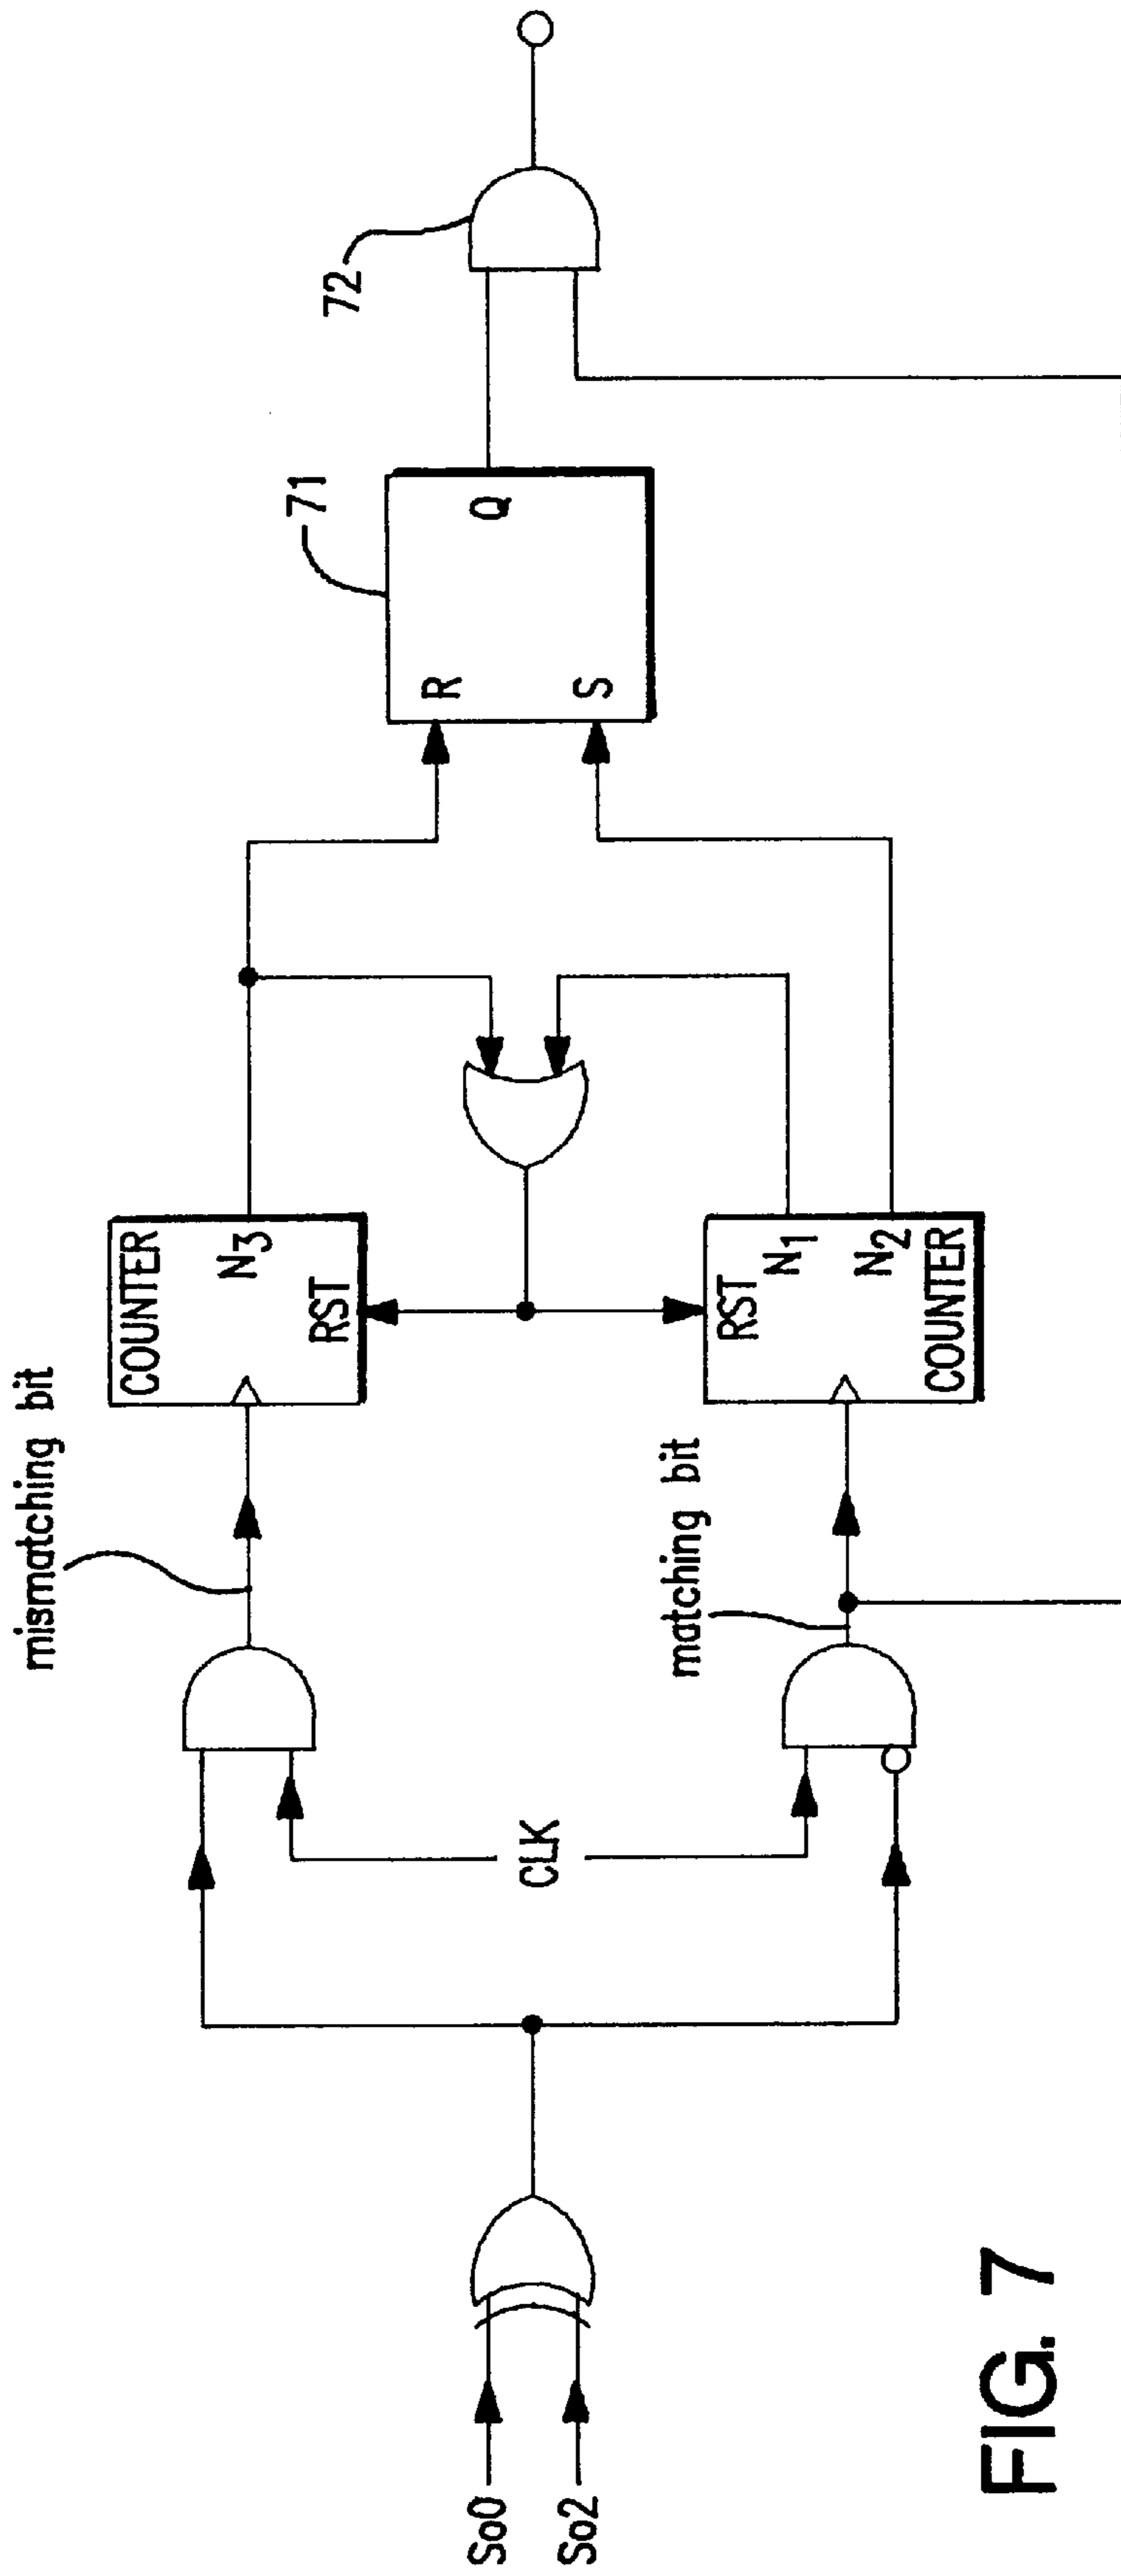 So0
So2
CLK
mismatching bit
matching bit
COUNTER
N3
RST
RST
N1
N2
COUNTER
R
S
Q
71
72
FIG. 7